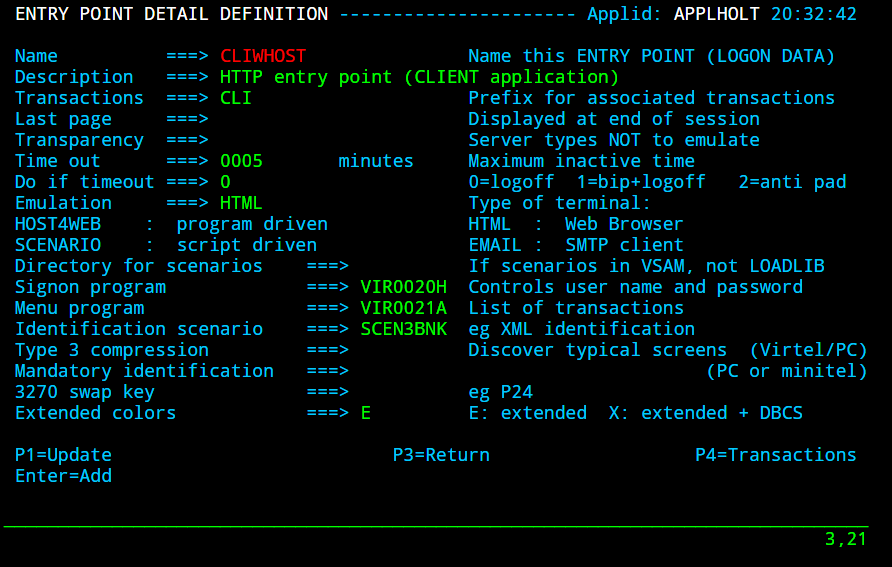 ENTRY POINT DETAIL DEFINITION ---------------------- Applid: APPLHOLT 20:32:42
Name ===> CLIWHOST Name this ENTRY POINT (LOGON DATA)
Description ===> HTTP entry point (CLIENT application)
Transactions ===> CLI Prefix for associated transactions
Last page ===> Displayed at end of session
Transparency ===> Server types NOT to emulate
Time out ===> 0005 minutes Maximum inactive time
Do if timeout ===> 0 0=logoff 1=bip+logoff 2=anti pad
Emulation ===> HTML Type of terminal:
HOST4WEB : program driven HTML : Web Browser
SCENARIO : script driven EMAIL : SMTP client
Directory for scenarios ===> If scenarios in VSAM, not LOADLIB
Signon program ===> VIR0020H Controls user name and password
Menu program ===> VIR0021A List of transactions
Identification scenario ===> SCEN3BNK eg XML identification
Type 3 compression ===> Discover typical screens (Virtel/PC)
Mandatory identification ===> (PC or minitel)
3270 swap key ===> eg P24
Extended colors ===> E E: extended X: extended + DBCS
P1=Update P3=Return P4=Transactions
Enter=Add
3,21